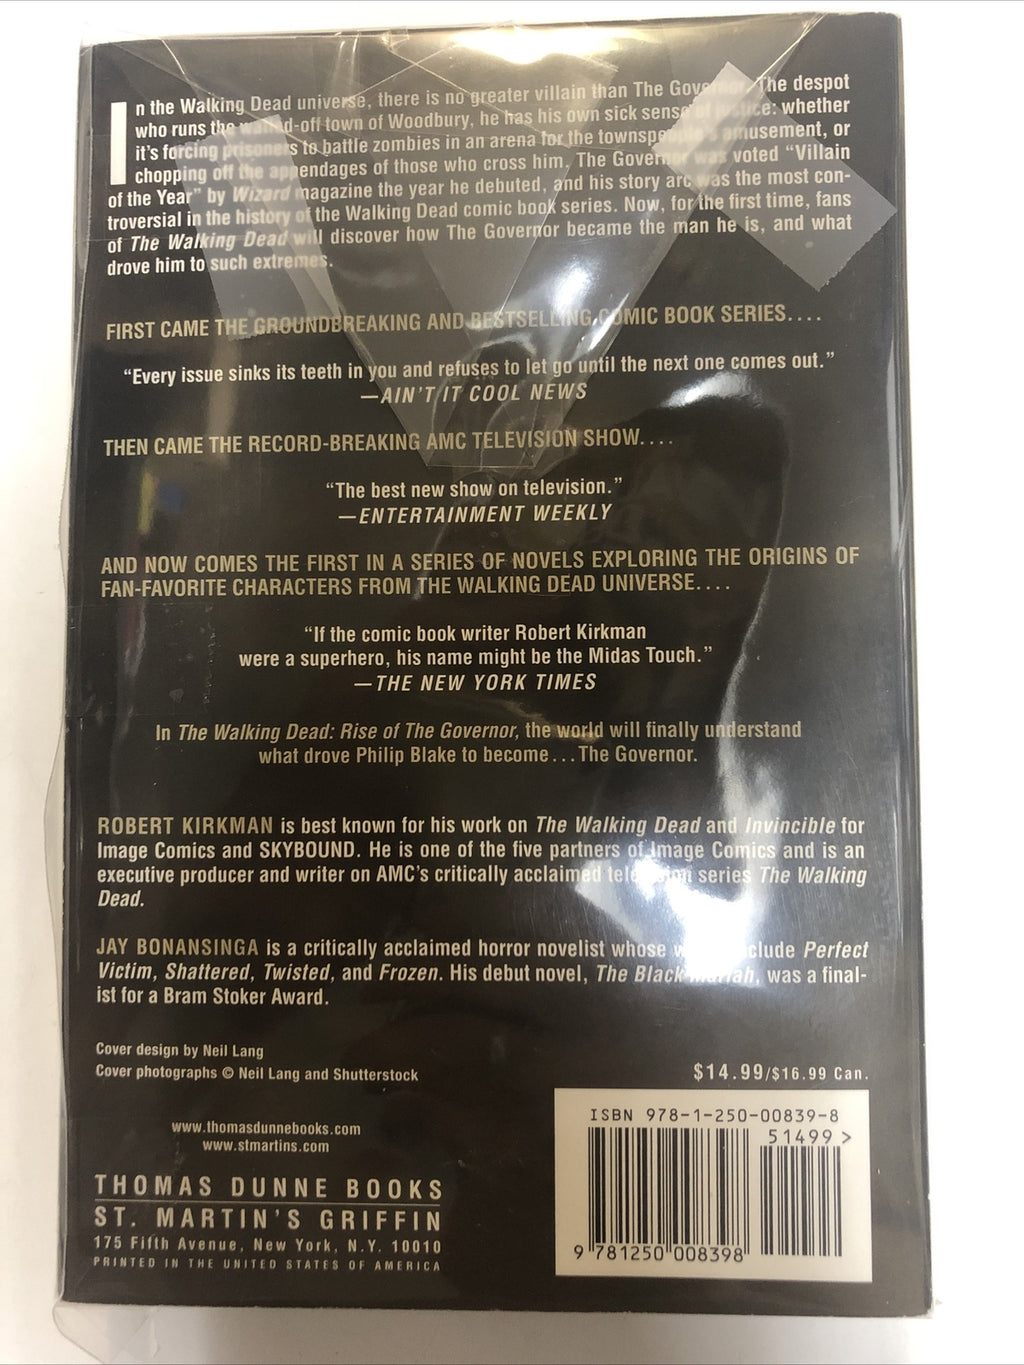 In the Walking Dead universe, there is no greater villain than The Governor. The despot
who runs the walled-off town of Woodbury, he has his own sick sense of justice: whether
it's forcing prisoners to battle zombies in an arena for the townspeople's amusement, or
chopping off the appendages of those who cross him. The Governor was voted “Villain
of the Year” by Wizard magazine the year he debuted, and his story arc was the most con-
troversial in the history of the Walking Dead comic book series. Now, for the first time, fans
of The Walking Dead will discover how The Governor became the man he is, and what
drove him to such extremes.
FIRST CAME THE GROUNDBREAKING AND BESTSELLING COMIC BOOK SERIES....
“Every issue sinks its teeth in you and refuses to let go until the next one comes out.”
—AIN'T IT COOL NEWS
THEN CAME THE RECORD-BREAKING AMC TELEVISION SHOW....
“The best new show on television.”
—ENTERTAINMENT WEEKLY
AND NOW COMES THE FIRST IN A SERIES OF NOVELS EXPLORING THE ORIGINS OF
FAN-FAVORITE CHARACTERS FROM THE WALKING DEAD UNIVERSE....
“If the comic book writer Robert Kirkman
were a superhero, his name might be the Midas Touch.”
—THE NEW YORK TIMES
In The Walking Dead: Rise of The Governor, the world will finally understand
what drove Philip Blake to become...The Governor.
ROBERT KIRKMAN is best known for his work on The Walking Dead and Invincible for
Image Comics and SKYBOUND. He is one of the five partners of Image Comics and is an
executive producer and writer on AMC's critically acclaimed television series The Walking
Dead.
JAY BONANSINGA is a critically acclaimed horror novelist whose include Perfect
Victim, Shattered, Twisted, and Frozen. His debut novel, The Black Mariah, was a final-
ist for a Bram Stoker Award.
Cover design by Neil Lang
Cover photographs © Neil Lang and Shutterstock
$14.99/$16.99 Can.
www.thomasdunnebooks.com
www.stmartins.com
THOMAS DUNNE BOOKS
ST. MARTIN'S GRIFFIN
175 Fifth Avenue, New York, N.Y. 10010
PRINTED IN THE UNITED STATES OF AMERICA
ISBN 978-1-250-00839-8
51499 >
9 781250 008398